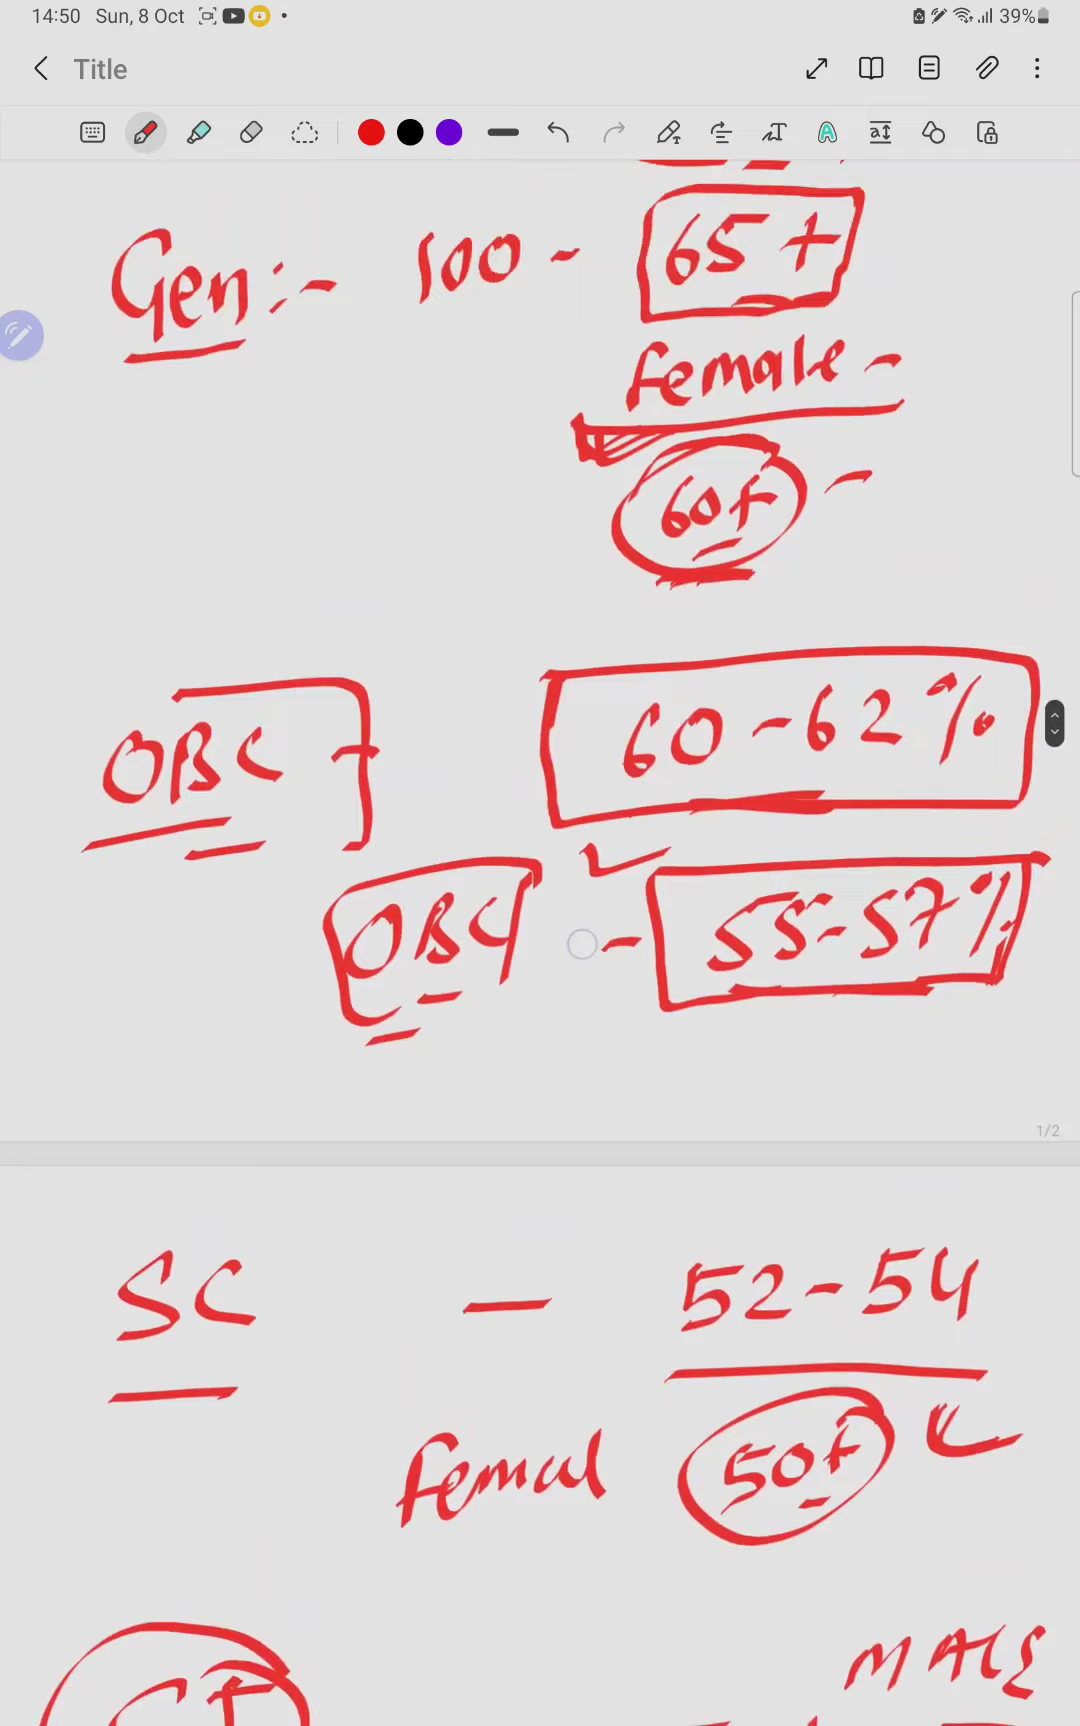 14:50 Sun, 8 Oct 39%
Title
Gen:- 100 - 65+
female -
60+ -
OBC 60-62%
OBC - 55-57%
1/2
SC - 52-54
femal 50+
MALE
ST